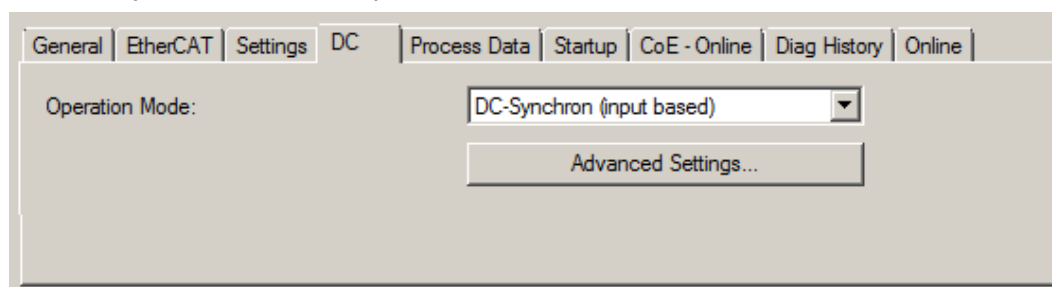 General EtherCAT Settings DC Process Data Startup CoE - Online Diag History Online
Operation Mode: DC-Synchron (input based)
Advanced Settings...